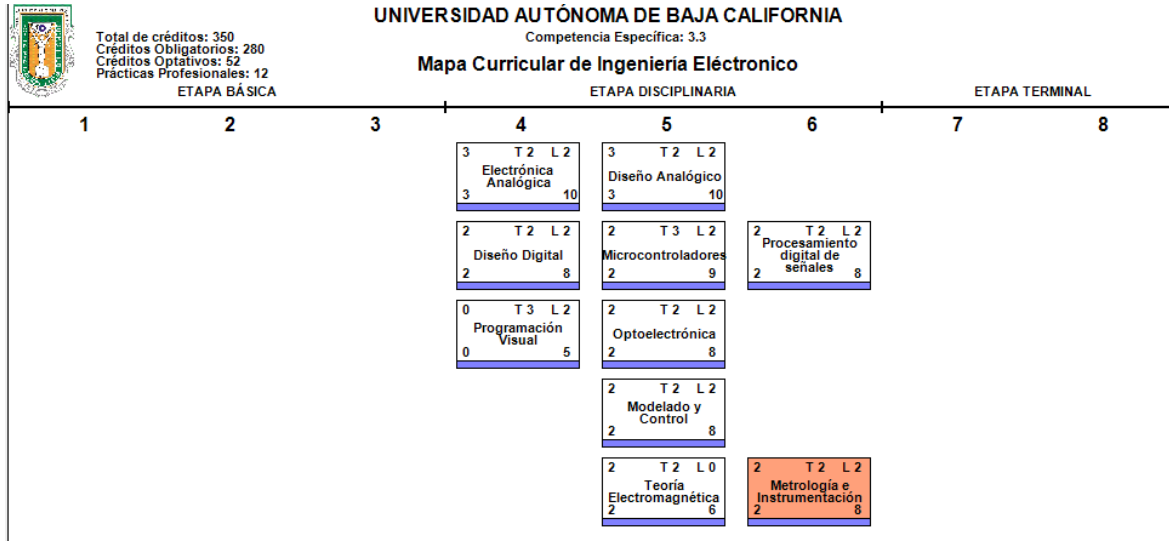 UNIVERSIDAD AUTÓNOMA DE BAJA CALIFORNIA
Competencia Específica: 3.3
Mapa Curricular de Ingeniería Eléctronico
Total de créditos: 350
Créditos Obligatorios: 280
Créditos Optativos: 52
Prácticas Profesionales: 12
ETAPA BÁSICA ETAPA DISCIPLINARIA ETAPA TERMINAL
1 2 3 4 5 6 7 8
3 T 2 L 2
Electrónica
Analógica
3 10
3 T 2 L 2
Diseño Analógico
3 10
2 T 2 L 2
Diseño Digital
2 8
2 T 3 L 2
Microcontroladores
2 9
2 T 2 L 2
Procesamiento
digital de
señales
2 8
0 T 3 L 2
Programación
Visual
0 5
2 T 2 L 2
Optoelectrónica
2 8
2 T 2 L 2
Modelado y
Control
2 8
2 T 2 L 0
Teoría
Electromagnética
2 6
2 T 2 L 2
Metrología e
Instrumentación
2 8